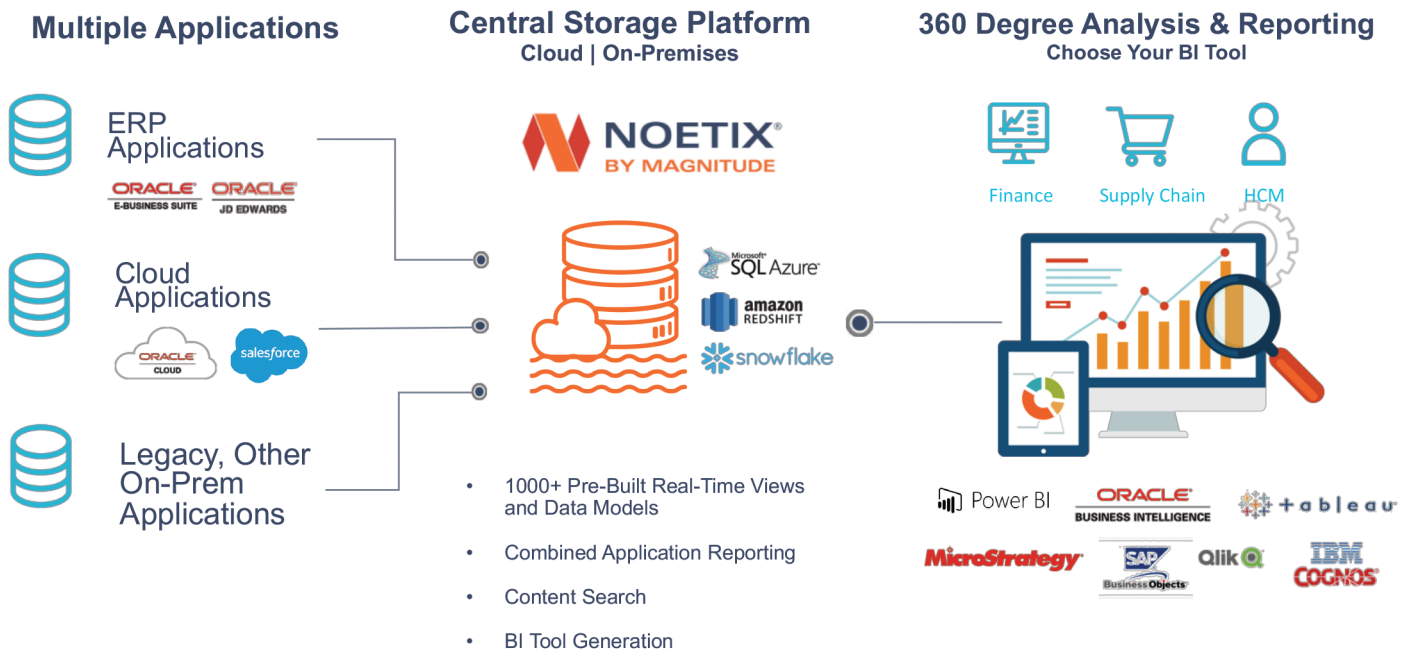 Multiple Applications
ERP
Applications
ORACLE®
E-BUSINESS SUITE
ORACLE®
JD EDWARDS
Cloud
Applications
ORACLE®
CLOUD
salesforce
Legacy, Other
On-Prem
Applications
Central Storage Platform
Cloud | On-Premises
NOETIX®
BY MAGNITUDE
Microsoft®
SQL Azure™
amazon
REDSHIFT
snowflake
• 1000+ Pre-Built Real-Time Views
and Data Models
• Combined Application Reporting
• Content Search
• BI Tool Generation
360 Degree Analysis & Reporting
Choose Your BI Tool
Finance
Supply Chain
HCM
Power BI
ORACLE®
BUSINESS INTELLIGENCE
+ableau
MicroStrategy
SAP
BusinessObjects
Qlik
IBM
COGNOS®